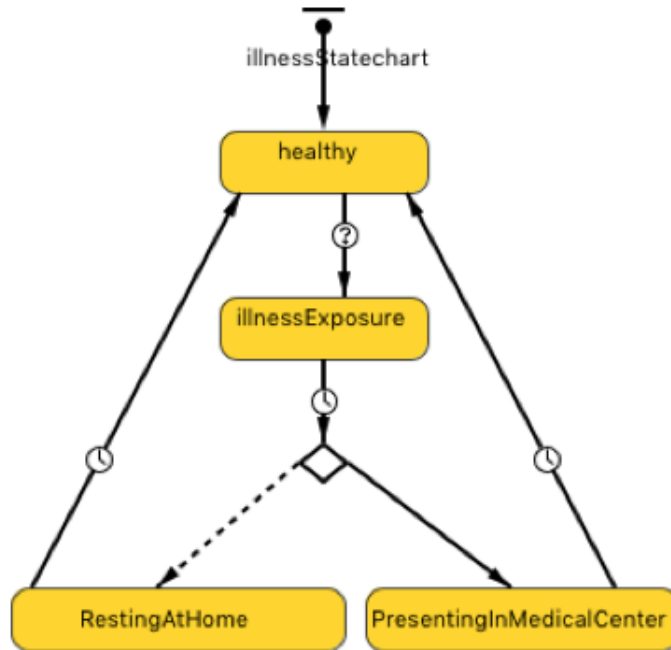 illnessStatechart
healthy
?
illnessExposure
RestingAtHome
PresentingInMedicalCenter